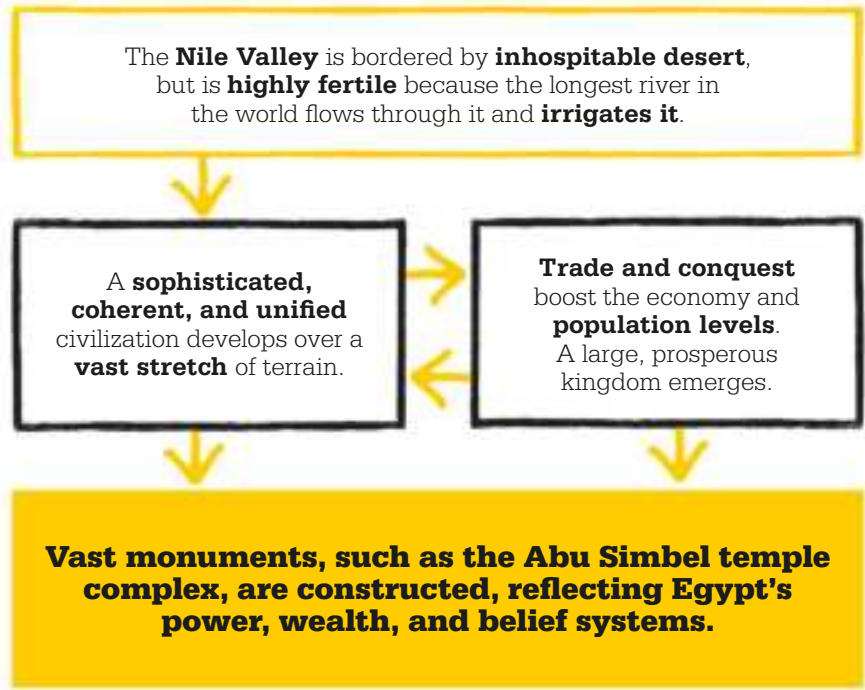 The Nile Valley is bordered by inhospitable desert,
but is highly fertile because the longest river in
the world flows through it and irrigates it.
A sophisticated,
coherent, and unified
civilization develops over a
vast stretch of terrain.
Trade and conquest
boost the economy and
population levels.
A large, prosperous
kingdom emerges.
Vast monuments, such as the Abu Simbel temple
complex, are constructed, reflecting Egypt’s
power, wealth, and belief systems.